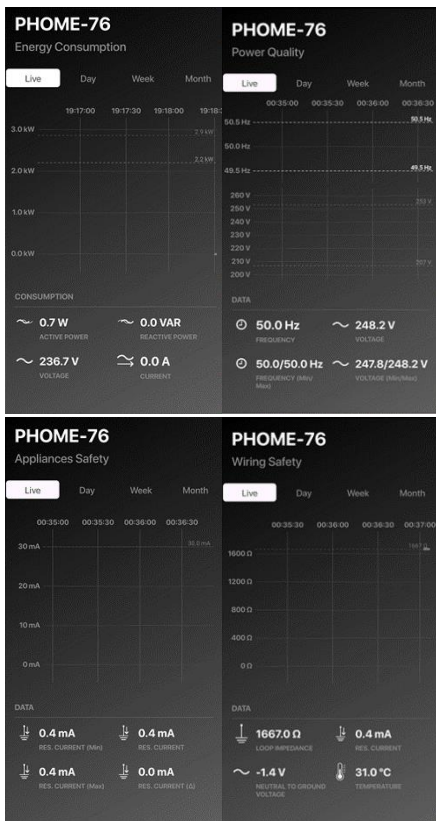 PHOME-76
Energy Consumption
Live Day Week Month
19:17:00 19:17:30 19:18:00 19:18:
3.0 kW
2.9 kW
2.2 kW
2.0 kW
1.0 kW
0.0 kW
CONSUMPTION
0.7 W
ACTIVE POWER
0.0 VAR
REACTIVE POWER
236.7 V
VOLTAGE
0.0 A
CURRENT
PHOME-76
Power Quality
Live Day Week Month
00:35:00 00:35:30 00:36:00 00:36:30
50.5 Hz 50.5 Hz
50.0 Hz
49.5 Hz 49.5 Hz
260 V
253 V
250 V
240 V
230 V
220 V
210 V
207 V
200 V
DATA
50.0 Hz
FREQUENCY
248.2 V
VOLTAGE
50.0/50.0 Hz
FREQUENCY (Min/
Max)
247.8/248.2 V
VOLTAGE (Min/Max)
PHOME-76
Appliances Safety
Live Day Week Month
00:35:00 00:35:30 00:36:00 00:36:30
30 mA 30.0 mA
20 mA
10 mA
0 mA
DATA
0.4 mA
RES. CURRENT (Min)
0.4 mA
RES. CURRENT
0.4 mA
RES. CURRENT (Max)
0.0 mA
RES. CURRENT (Δ)
PHOME-76
Wiring Safety
Live Day Week Month
00:35:30 00:36:00 00:36:30 00:37:00
1667 Ω
1600 Ω
1200 Ω
800 Ω
400 Ω
0 Ω
DATA
1667.0 Ω
LOOP IMPEDANCE
0.4 mA
RES. CURRENT
-1.4 V
NEUTRAL TO GROUND
VOLTAGE
31.0 °C
TEMPERATURE